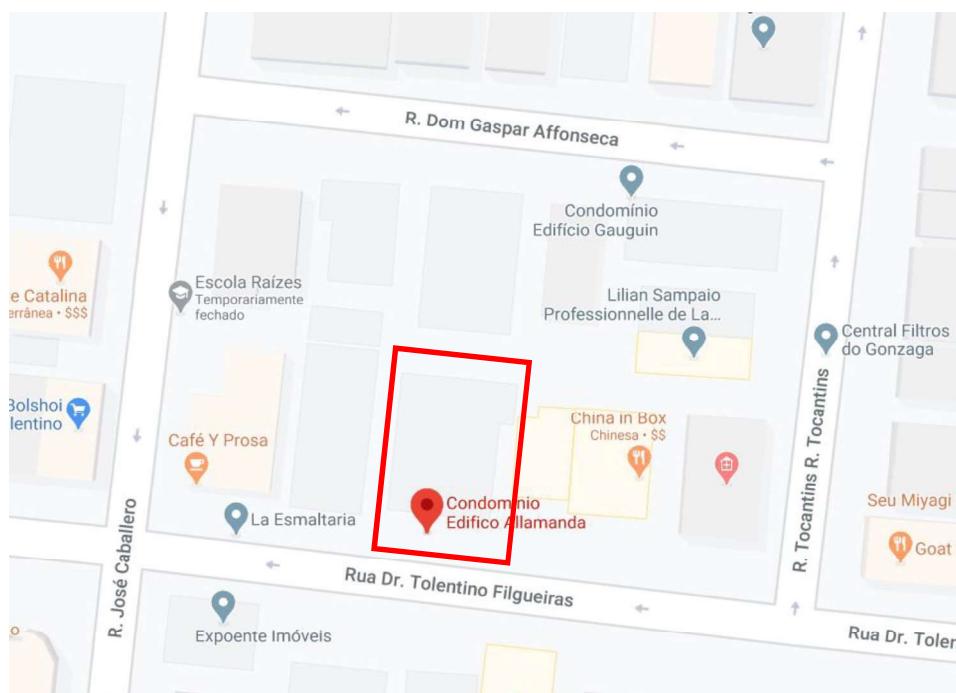 R. Dom Gaspar Affonseca
Condomínio
Edifício Gauguin
Escola Raízes
Temporariamente
fechado
e Catalina
errânea • $$$
Lilian Sampaio
Professionnelle de La...
Central Filtros
do Gonzaga
Bolshoi
lentino
Café Y Prosa
China in Box
Chinesa • $$
R. Tocantins R. Tocantins
Condomínio
Edifico Allamanda
La Esmaltaria
Seu Miyagi
Goat
R. José Caballero
Rua Dr. Tolentino Filgueiras
Expoente Imóveis
o
Rua Dr. Tolen